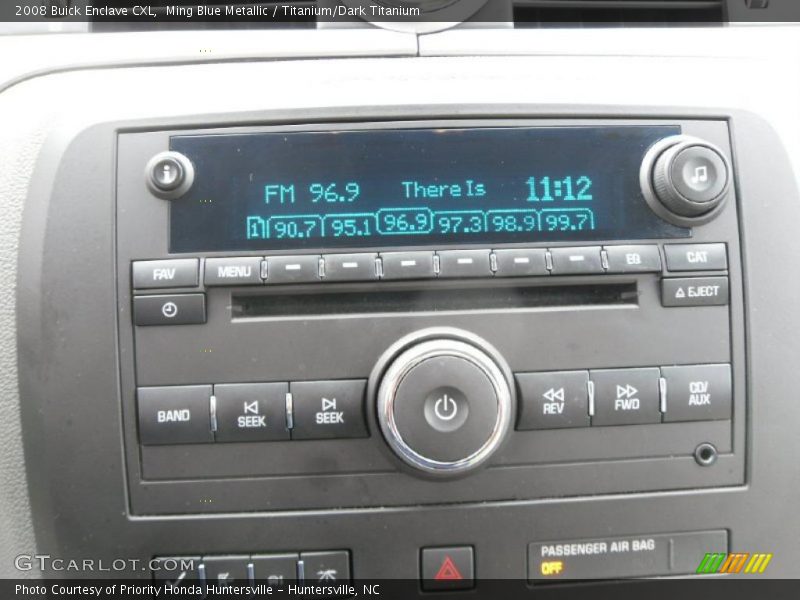 2008 Buick Enclave CXL, Ming Blue Metallic / Titanium/Dark Titanium
FM 96.9 There Is 11:12
1 90.7 95.1 96.9 97.3 98.9 99.7
FAV MENU EQ CAT
EJECT
BAND SEEK SEEK REV FWD CD/AUX
PASSENGER AIR BAG
OFF
GTCARLOT.COM
Photo Courtesy of Priority Honda Huntersville - Huntersville, NC